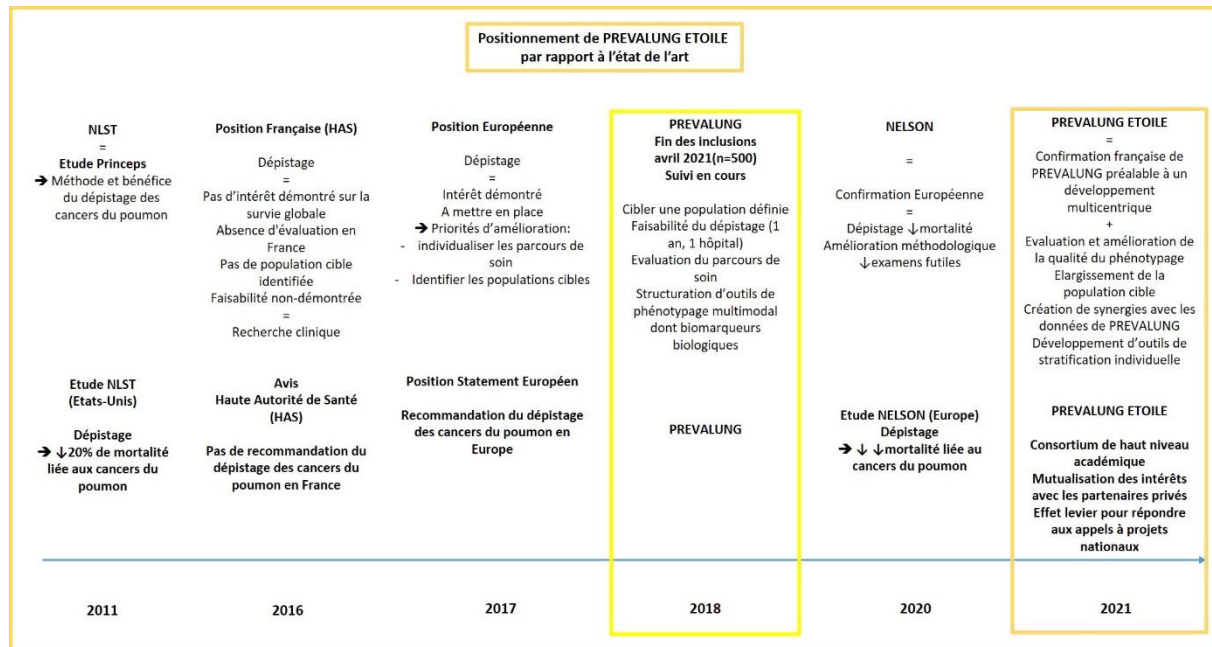 Positionnement de PREVALUNG ETOILE
par rapport à l'état de l'art
NLST
=
Etude Princeps
➔ Méthode et bénéfice
du dépistage des
cancers du poumon
Position Française (HAS)
Dépistage
=
Pas d'intérêt démontré sur la
survie globale
Absence d'évaluation en
France
Pas de population cible
identifiée
Faisabilité non-démontrée
=
Recherche clinique
Position Européenne
Dépistage
=
Intérêt démontré
A mettre en place
➔ Priorités d'amélioration:
- individualiser les parcours de
soin
- Identifier les populations cibles
PREVALUNG
Fin des inclusions
avril 2021(n=500)
Suivi en cours
Cibler une population définie
Faisabilité du dépistage (1
an, 1 hôpital)
Evaluation du parcours de
soin
Structuration d'outils de
phénotypage multimodal
dont biomarqueurs
biologiques
NELSON
=
Confirmation Européenne
=
Dépistage ↓mortalité
Amélioration méthodologique
↓examens futiles
PREVALUNG ETOILE
=
Confirmation française de
PREVALUNG préalable à un
développement
multicentrique
+
Evaluation et amélioration de
la qualité du phénotypage
Elargissement de la
population cible
Création de synergies avec les
données de PREVALUNG
Développement d'outils de
stratification individuelle
Etude NLST
(Etats-Unis)
Dépistage
➔ ↓20% de mortalité
liée aux cancers du
poumon
Avis
Haute Autorité de Santé
(HAS)
Pas de recommandation du
dépistage des cancers du
poumon en France
Position Statement Européen
Recommandation du dépistage
des cancers du poumon en
Europe
PREVALUNG
Etude NELSON (Europe)
Dépistage
➔ ↓ ↓mortalité liée au
cancers du poumon
PREVALUNG ETOILE
Consortium de haut niveau
académique
Mutualisation des intérêts
avec les partenaires privés
Effet levier pour répondre
aux appels à projets
nationaux
2011
2016
2017
2018
2020
2021